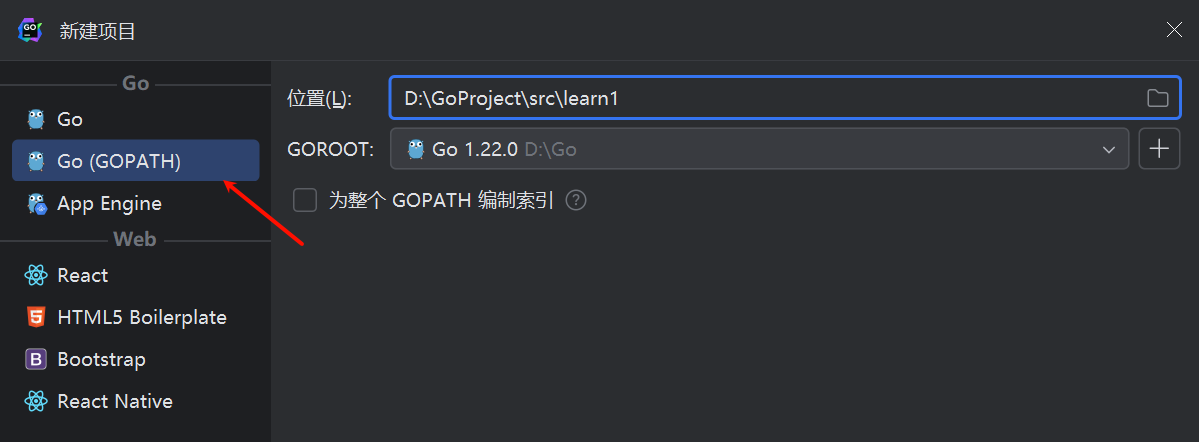 新建项目
Go
Go
Go (GOPATH)
App Engine
Web
React
HTML5 Boilerplate
Bootstrap
React Native
位置(L): D:\GoProject\src\learn1
GOROOT: Go 1.22.0 D:\Go
为整个 GOPATH 编制索引 ?